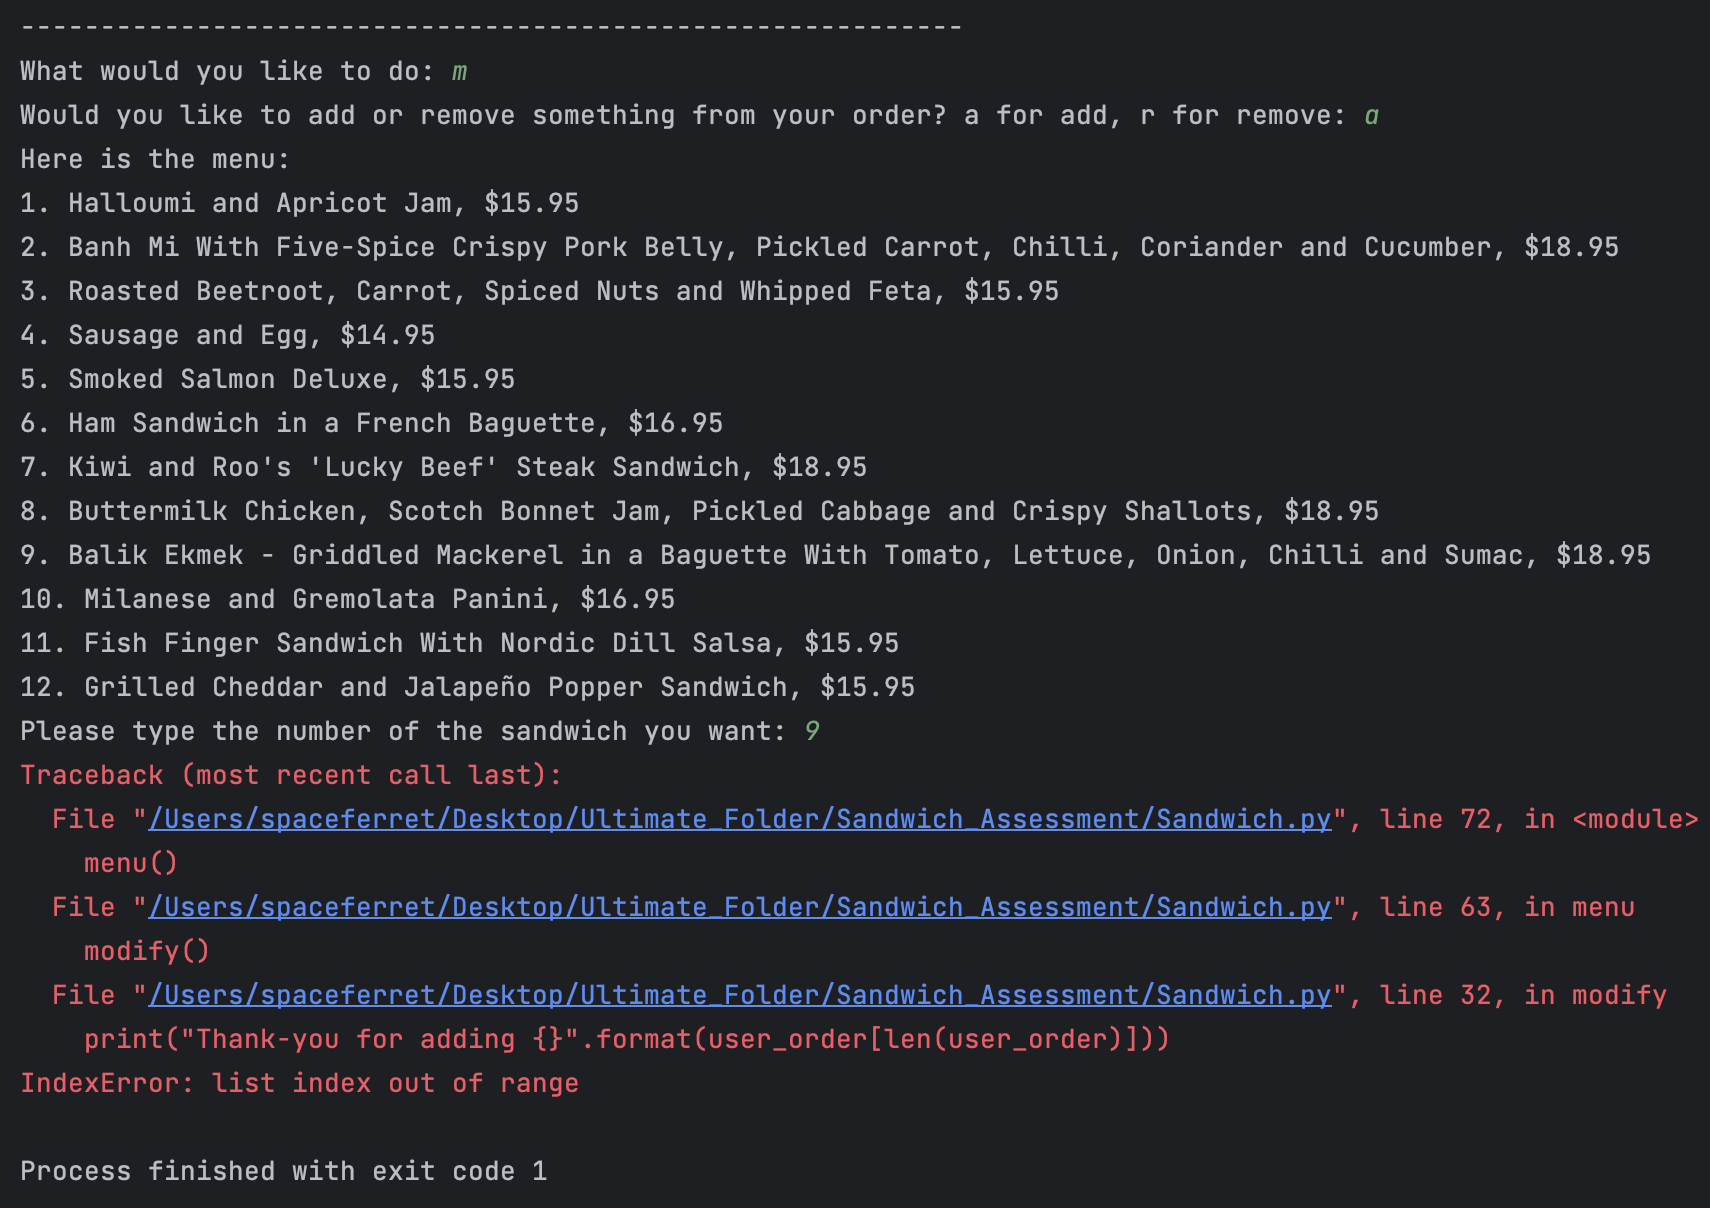 -----------------------------------------------------------
What would you like to do: m
Would you like to add or remove something from your order? a for add, r for remove: a
Here is the menu:
1. Halloumi and Apricot Jam, $15.95
2. Banh Mi With Five-Spice Crispy Pork Belly, Pickled Carrot, Chilli, Coriander and Cucumber, $18.95
3. Roasted Beetroot, Carrot, Spiced Nuts and Whipped Feta, $15.95
4. Sausage and Egg, $14.95
5. Smoked Salmon Deluxe, $15.95
6. Ham Sandwich in a French Baguette, $16.95
7. Kiwi and Roo's 'Lucky Beef' Steak Sandwich, $18.95
8. Buttermilk Chicken, Scotch Bonnet Jam, Pickled Cabbage and Crispy Shallots, $18.95
9. Balik Ekmek - Griddled Mackerel in a Baguette With Tomato, Lettuce, Onion, Chilli and Sumac, $18.95
10. Milanese and Gremolata Panini, $16.95
11. Fish Finger Sandwich With Nordic Dill Salsa, $15.95
12. Grilled Cheddar and Jalapeño Popper Sandwich, $15.95
Please type the number of the sandwich you want: 9
Traceback (most recent call last):
  File "/Users/spaceferret/Desktop/Ultimate_Folder/Sandwich_Assessment/Sandwich.py", line 72, in <module>
    menu()
  File "/Users/spaceferret/Desktop/Ultimate_Folder/Sandwich_Assessment/Sandwich.py", line 63, in menu
    modify()
  File "/Users/spaceferret/Desktop/Ultimate_Folder/Sandwich_Assessment/Sandwich.py", line 32, in modify
    print("Thank-you for adding {}".format(user_order[len(user_order)]))
IndexError: list index out of range

Process finished with exit code 1